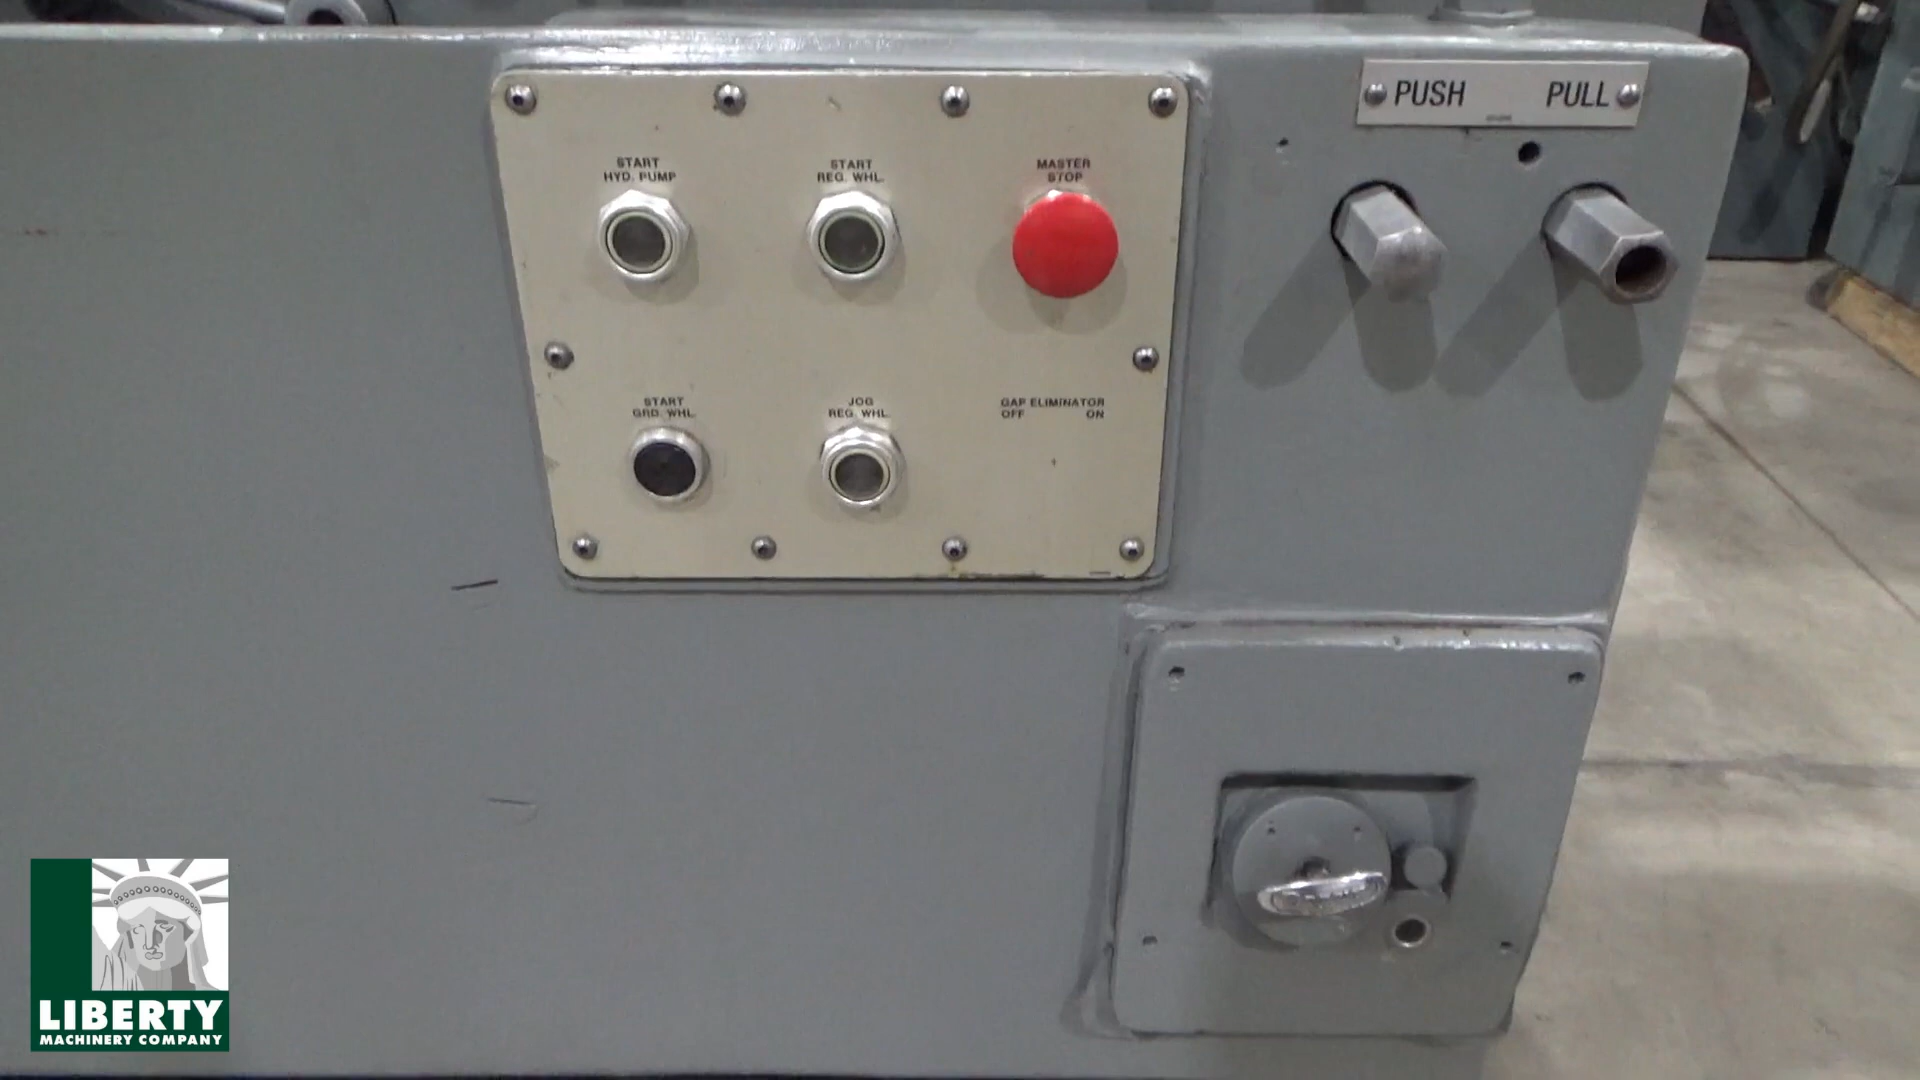 PUSH PULL
START
HYD. PUMP
START
REG. WHL.
MASTER
STOP
START
GRD. WHL.
JOG
REG. WHL.
GAP ELIMINATOR
OFF ON
LIBERTY
MACHINERY COMPANY